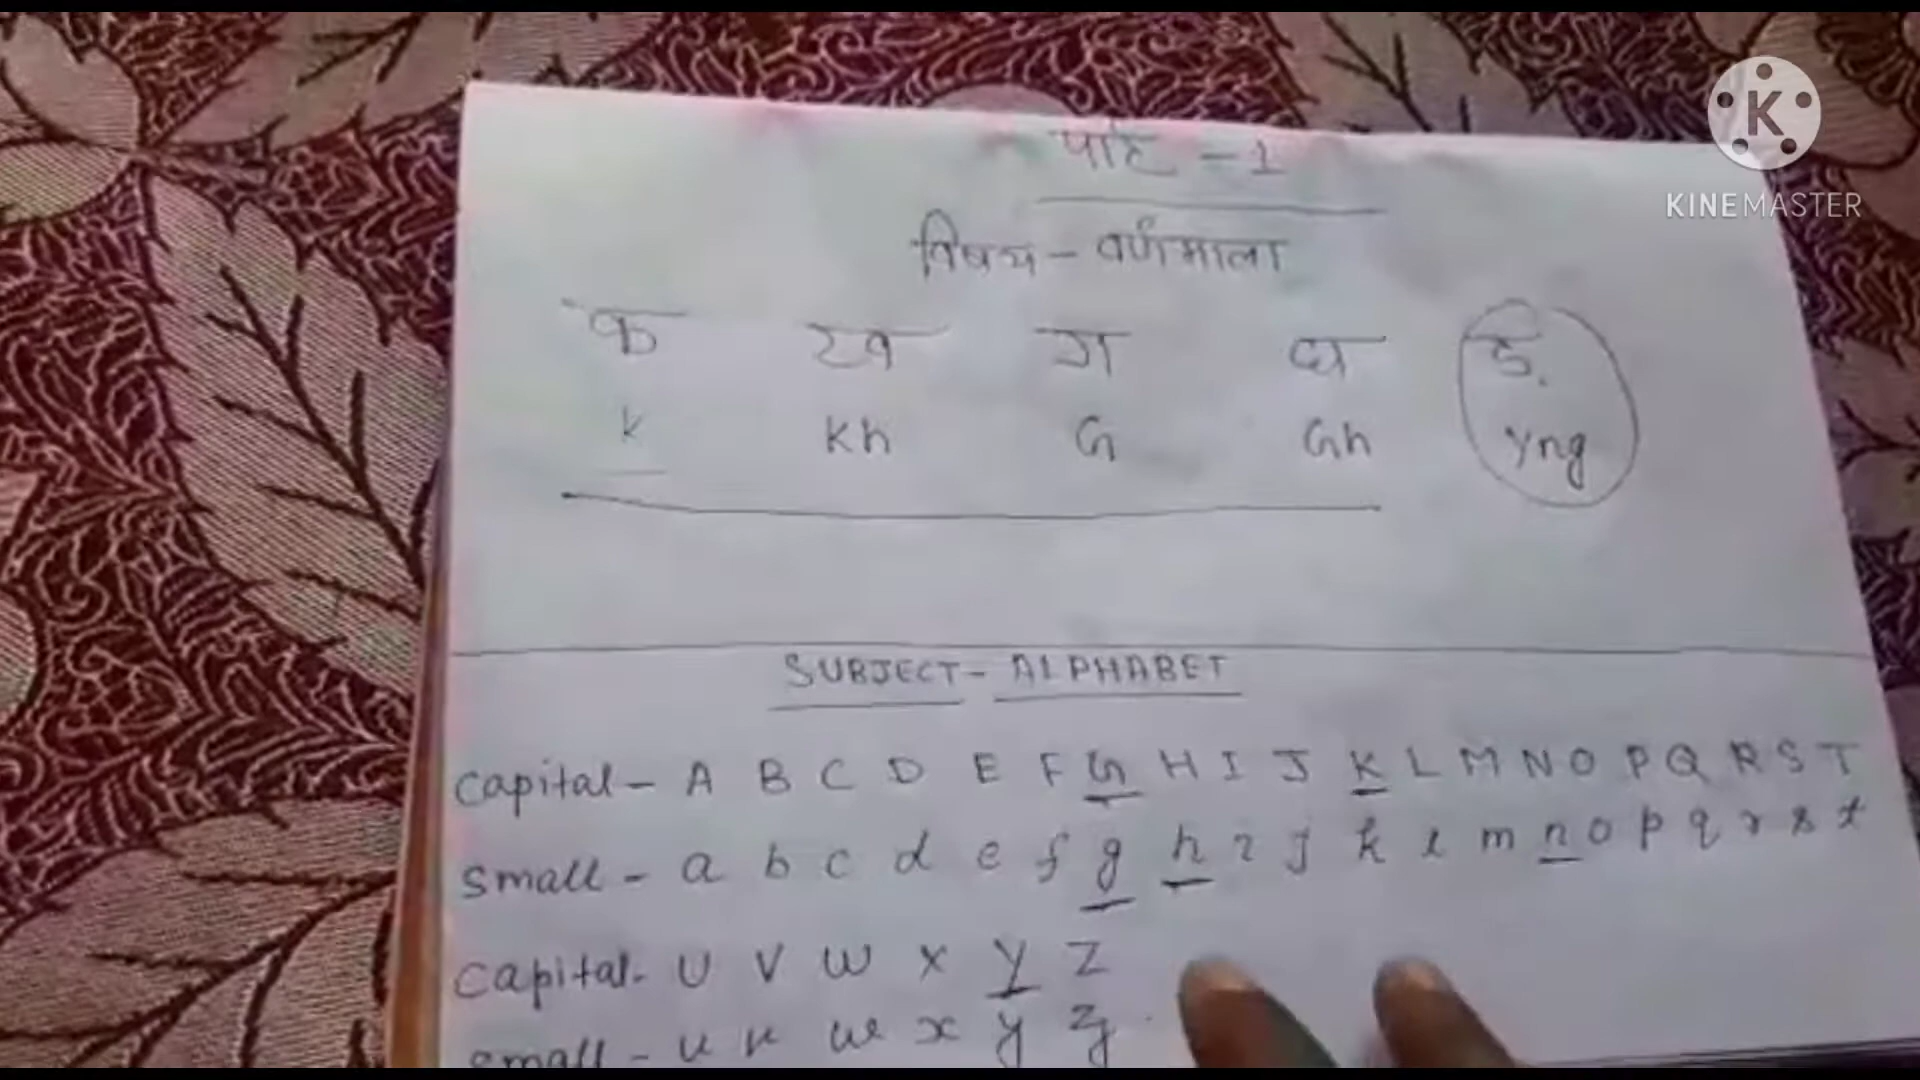 पाठ - 1
विषय - वर्णमाला
क ख ग घ ङ
K Kh G Gh Yng
SUBJECT - ALPHABET
Capital - A B C D E F G H I J K L M N O P Q R S T
Small - a b c d e f g h i j k l m n o p q r s t
Capital - U V W X Y Z
Small - u v w x y z
KINEMASTER